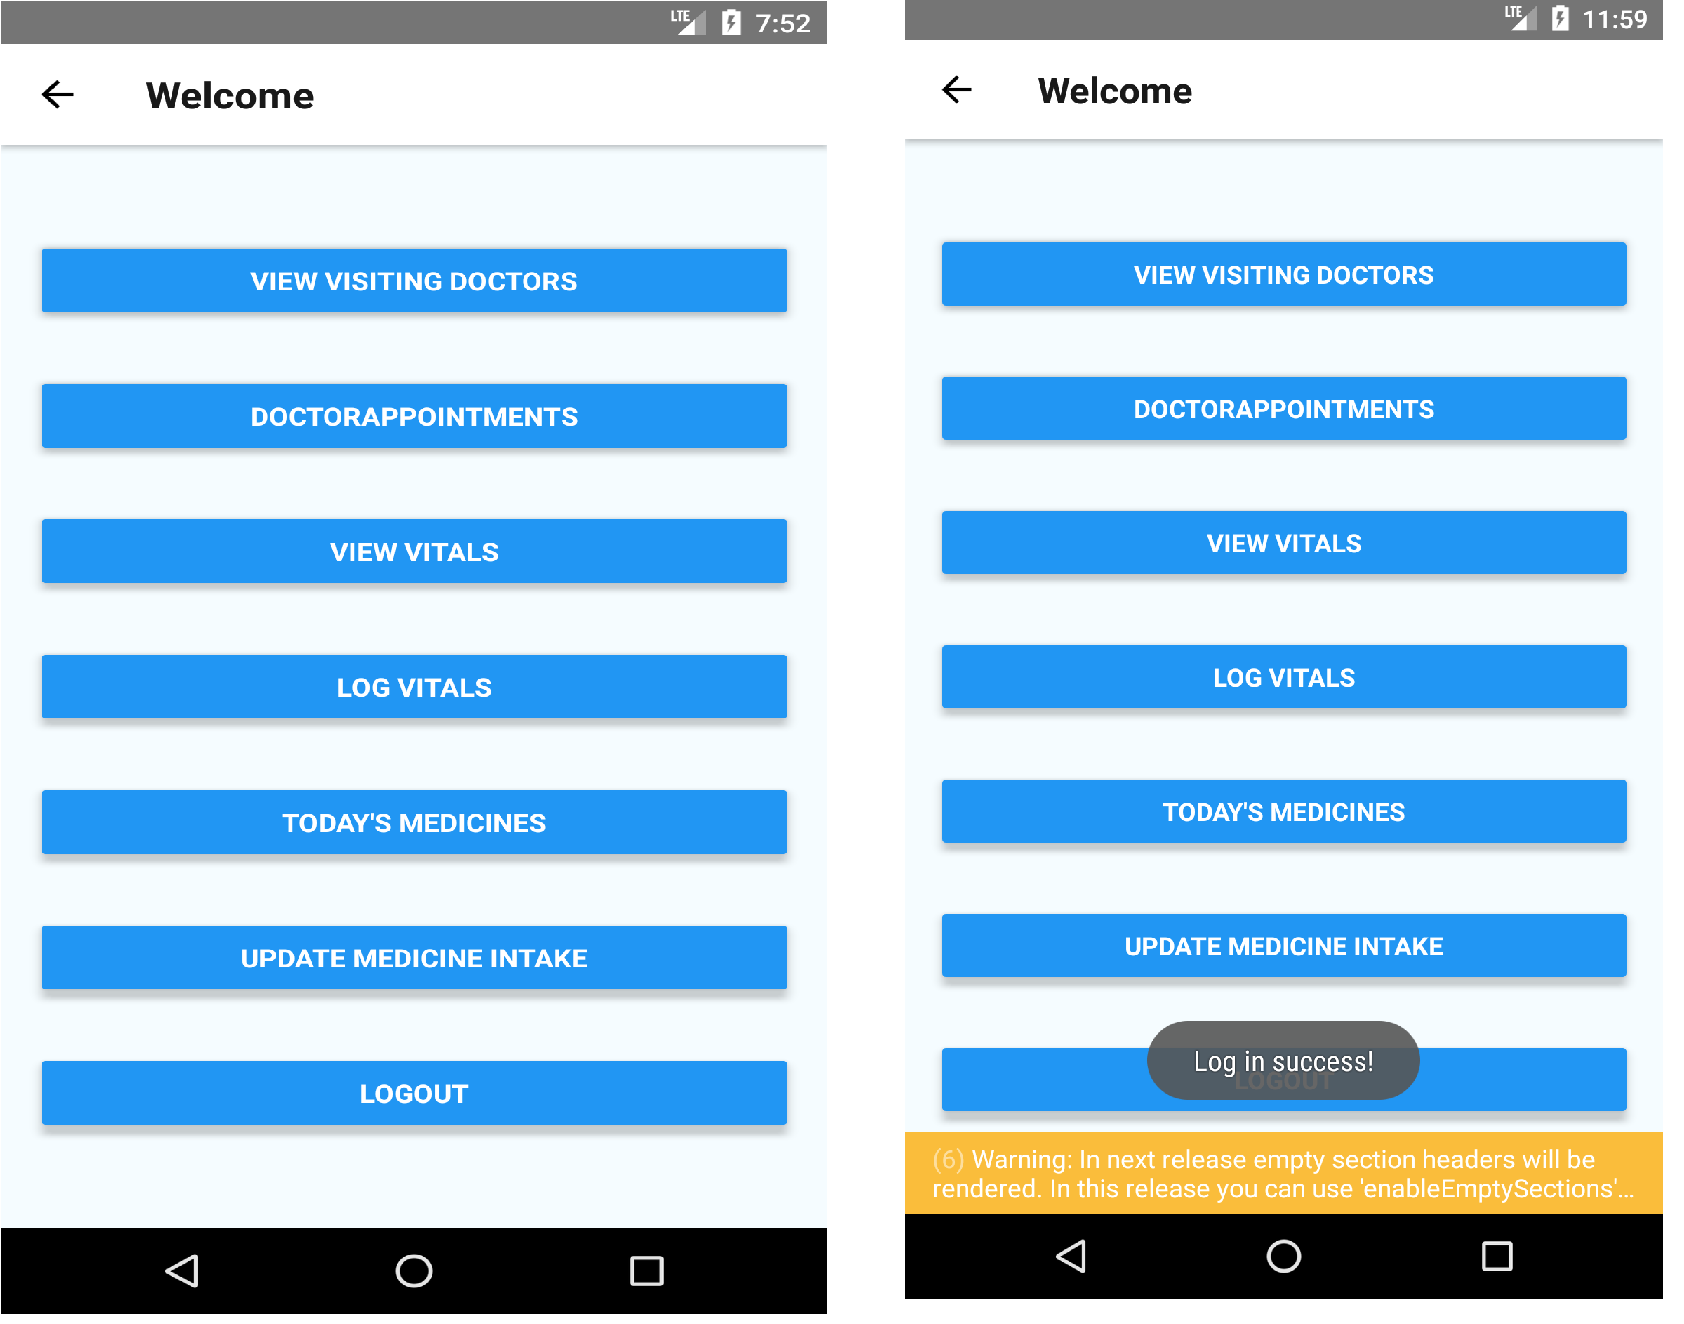 LTE 7:52
Welcome
VIEW VISITING DOCTORS
DOCTORAPPOINTMENTS
VIEW VITALS
LOG VITALS
TODAY'S MEDICINES
UPDATE MEDICINE INTAKE
LOGOUT
LTE 11:59
Welcome
VIEW VISITING DOCTORS
DOCTORAPPOINTMENTS
VIEW VITALS
LOG VITALS
TODAY'S MEDICINES
UPDATE MEDICINE INTAKE
Log in success!
LOGOUT
(6) Warning: In next release empty section headers will be
rendered. In this release you can use 'enableEmptySections'...